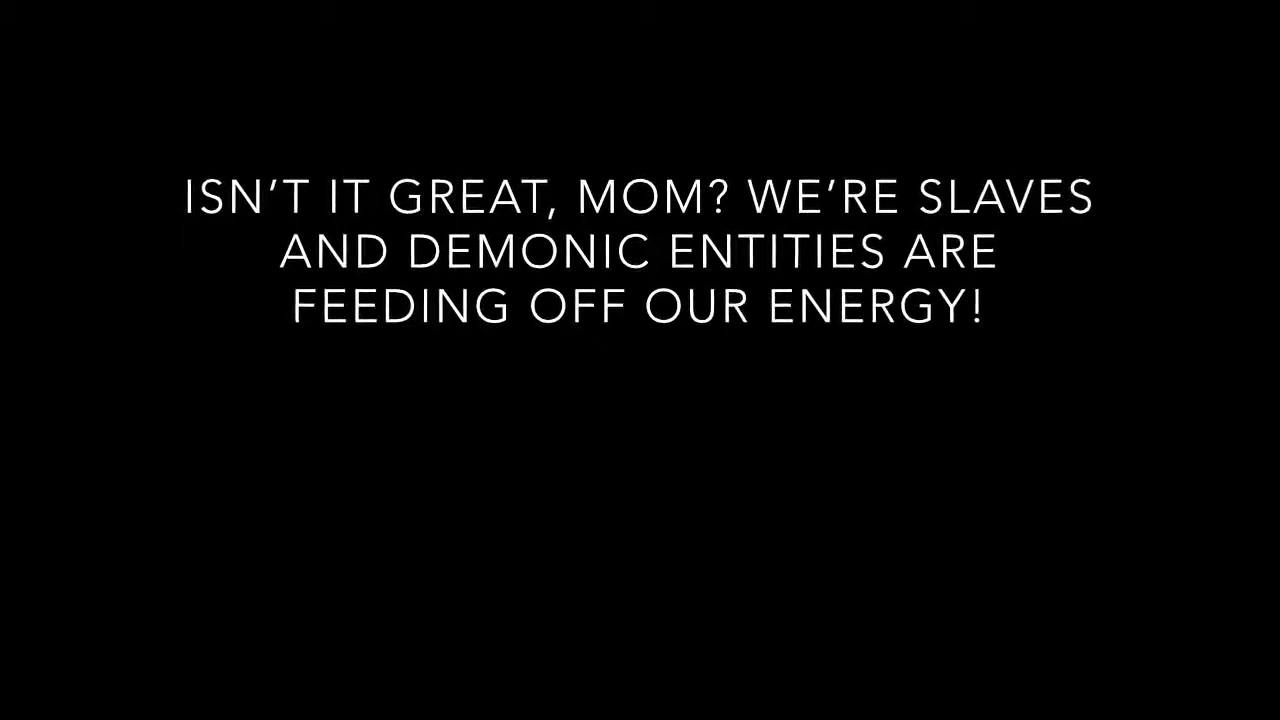 ISN’T IT GREAT, MOM? WE’RE SLAVES
AND DEMONIC ENTITIES ARE
FEEDING OFF OUR ENERGY!